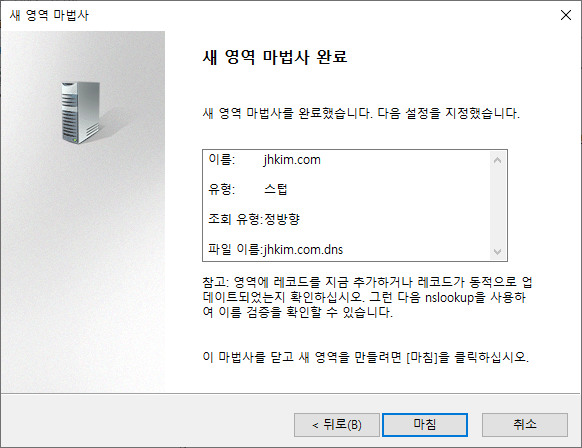 새 영역 마법사
새 영역 마법사 완료
새 영역 마법사를 완료했습니다. 다음 설정을 지정했습니다.
이름: jhkim.com
유형: 스텁
조회 유형:정방향
파일 이름:jhkim.com.dns
참고: 영역에 레코드를 지금 추가하거나 레코드가 동적으로 업
데이트되었는지 확인하십시오. 그런 다음 nslookup을 사용하
여 이름 검증을 확인할 수 있습니다.
이 마법사를 닫고 새 영역을 만들려면 [마침]을 클릭하십시오.
< 뒤로(B) 마침 취소